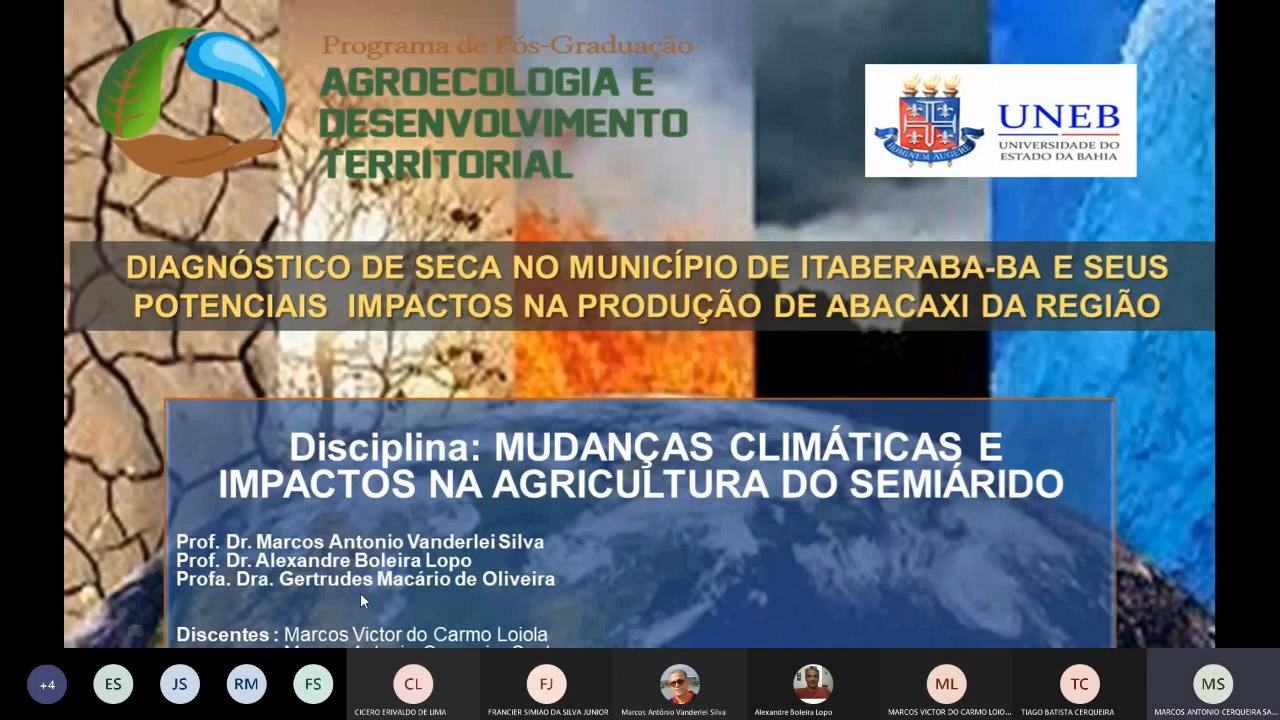 Programa de Pós-Graduação
AGROECOLOGIA E
DESENVOLVIMENTO
TERRITORIAL
HOMINEM AUGERE
UNEB
UNIVERSIDADE DO
ESTADO DA BAHIA
DIAGNÓSTICO DE SECA NO MUNICÍPIO DE ITABERABA-BA E SEUS
POTENCIAIS IMPACTOS NA PRODUÇÃO DE ABACAXI DA REGIÃO
Disciplina: MUDANÇAS CLIMÁTICAS E
IMPACTOS NA AGRICULTURA DO SEMIÁRIDO
Prof. Dr. Marcos Antonio Vanderlei Silva
Prof. Dr. Alexandre Boleira Lopo
Profa. Dra. Gertrudes Macário de Oliveira
Discentes : Marcos Victor do Carmo Loiola
+4
ES
JS
RM
FS
CL
FJ
ML
TC
MS
CICERO ERIVALDO DE LIMA
FRANCIER SIMIAO DA SILVA JUNIOR
Marcos Antônio Vanderlei Silva
Alexandre Boleira Lopo
MARCOS VICTOR DO CARMO LOIO...
TIAGO BATISTA CERQUEIRA
MARCOS ANTONIO CERQUEIRA SA...